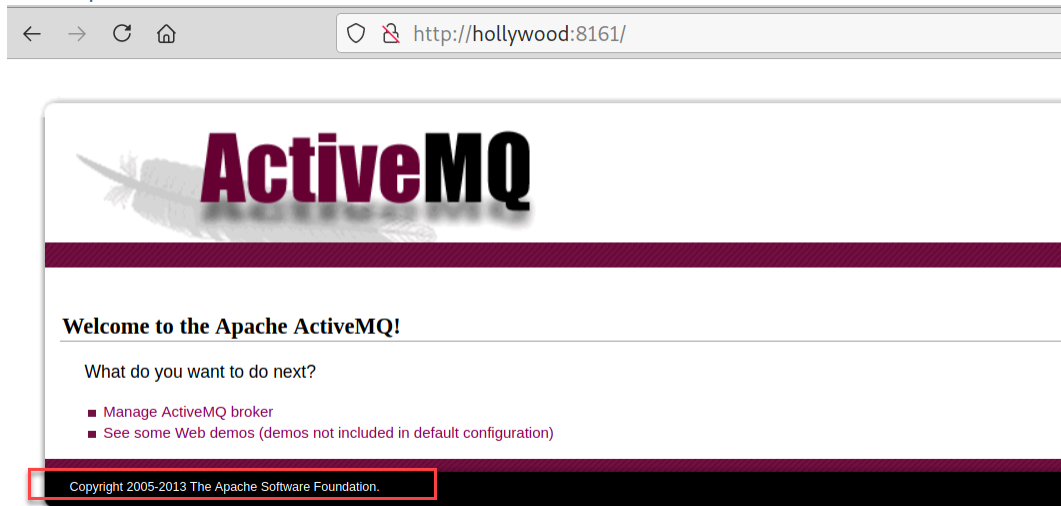 http://hollywood:8161/
ActiveMQ
Welcome to the Apache ActiveMQ!
What do you want to do next?
Manage ActiveMQ broker
See some Web demos (demos not included in default configuration)
Copyright 2005-2013 The Apache Software Foundation.